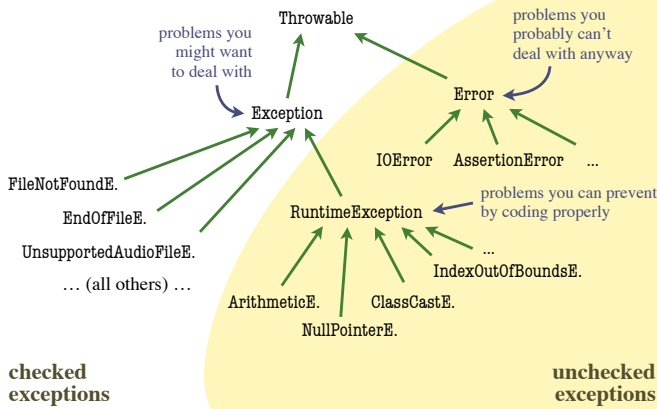 Throwable
problems you
might want
to deal with
problems you
probably can't
deal with anyway
Exception
Error
IOError
AssertionError
...
FileNotFoundE.
EndOfFileE.
UnsupportedAudioFileE.
... (all others) ...
RuntimeException
problems you can prevent
by coding properly
...
IndexOutOfBoundsE.
ArithmeticE.
ClassCastE.
NullPointerE.
checked
exceptions
unchecked
exceptions